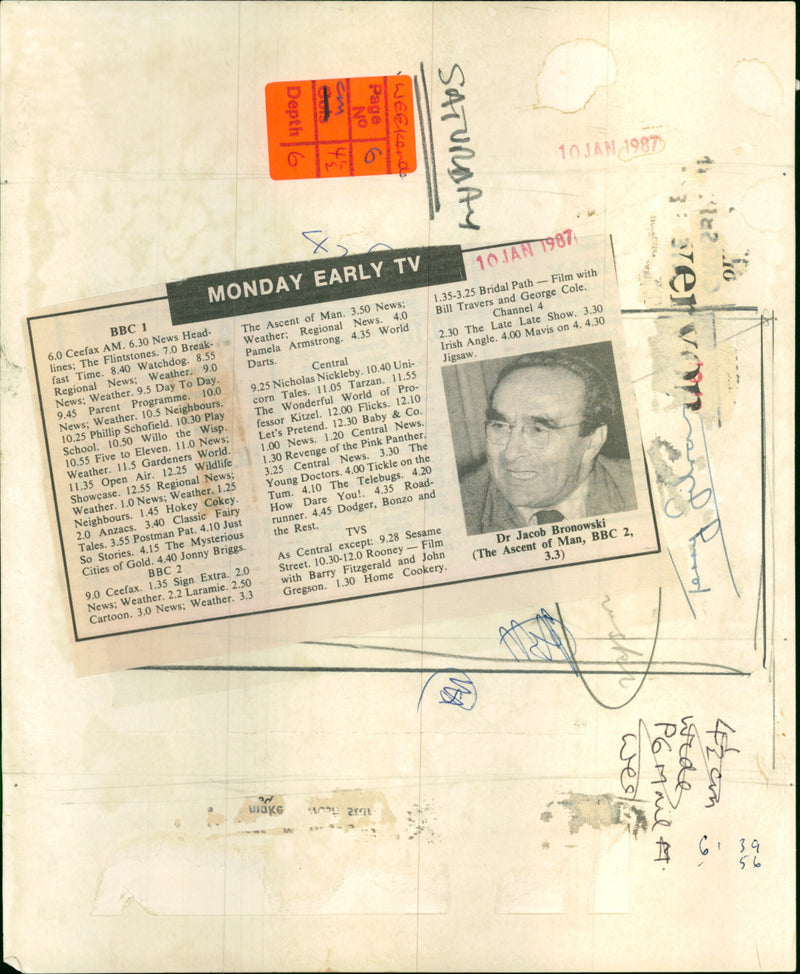 SATURDAY
WEEKENDS
Page No 6
cm
Depth 6
10 JAN 1987
10 JAN 1987
MONDAY EARLY TV
BBC 1
6.0 Ceefax AM. 6.30 News Head-
lines; The Flintstones. 7.0 Break-
fast Time. 8.40 Watchdog. 8.55
Regional News; Weather. 9.0
News; Weather. 9.5 Day To Day.
9.45 Parent Programme. 10.0
News; Weather. 10.5 Neighbours.
10.25 Phillip Schofield. 10.30 Play
School. 10.50 Willo the Wisp.
10.55 Five to Eleven. 11.0 News;
Weather. 11.5 Gardeners World.
11.35 Open Air. 12.25 Wildlife
Showcase. 12.55 Regional News;
Weather. 1.0 News; Weather. 1.25
Neighbours. 1.45 Hokey Cokey.
2.0 Anzacs. 3.40 Classic Fairy
Tales. 3.55 Postman Pat. 4.10 Just
So Stories. 4.15 The Mysterious
Cities of Gold. 4.40 Jonny Briggs.
BBC 2
9.0 Ceefax. 1.35 Sign Extra. 2.0
News; Weather. 2.2 Laramie. 2.50
Cartoon. 3.0 News; Weather. 3.3
The Ascent of Man. 3.50 News;
Weather; Regional News. 4.0
Pamela Armstrong. 4.35 World
Darts.
Central
9.25 Nicholas Nickleby. 10.40 Uni-
corn Tales. 11.05 Tarzan. 11.55
The Wonderful World of Pro-
fessor Kitzel. 12.00 Flicks. 12.10
Let's Pretend. 12.30 Baby & Co.
1.00 News. 1.20 Central News.
1.30 Revenge of the Pink Panther.
3.25 Central News. 3.30 The
Young Doctors. 4.00 Tickle on the
Tum. 4.10 The Telebugs. 4.20
How Dare You!. 4.35 Road-
runner. 4.45 Dodger, Bonzo and
the Rest.
TVS
As Central except: 9.28 Sesame
Street. 10.30-12.0 Rooney — Film
with Barry Fitzgerald and John
Gregson. 1.30 Home Cookery.
1.35-3.25 Bridal Path — Film with
Bill Travers and George Cole.
Channel 4
2.30 The Late Late Show. 3.30
Irish Angle. 4.00 Mavis on 4. 4.30
Jigsaw.
Dr Jacob Bronowski
(The Ascent of Man, BBC 2,
3.3)
4½ cm
wide
make
39
56